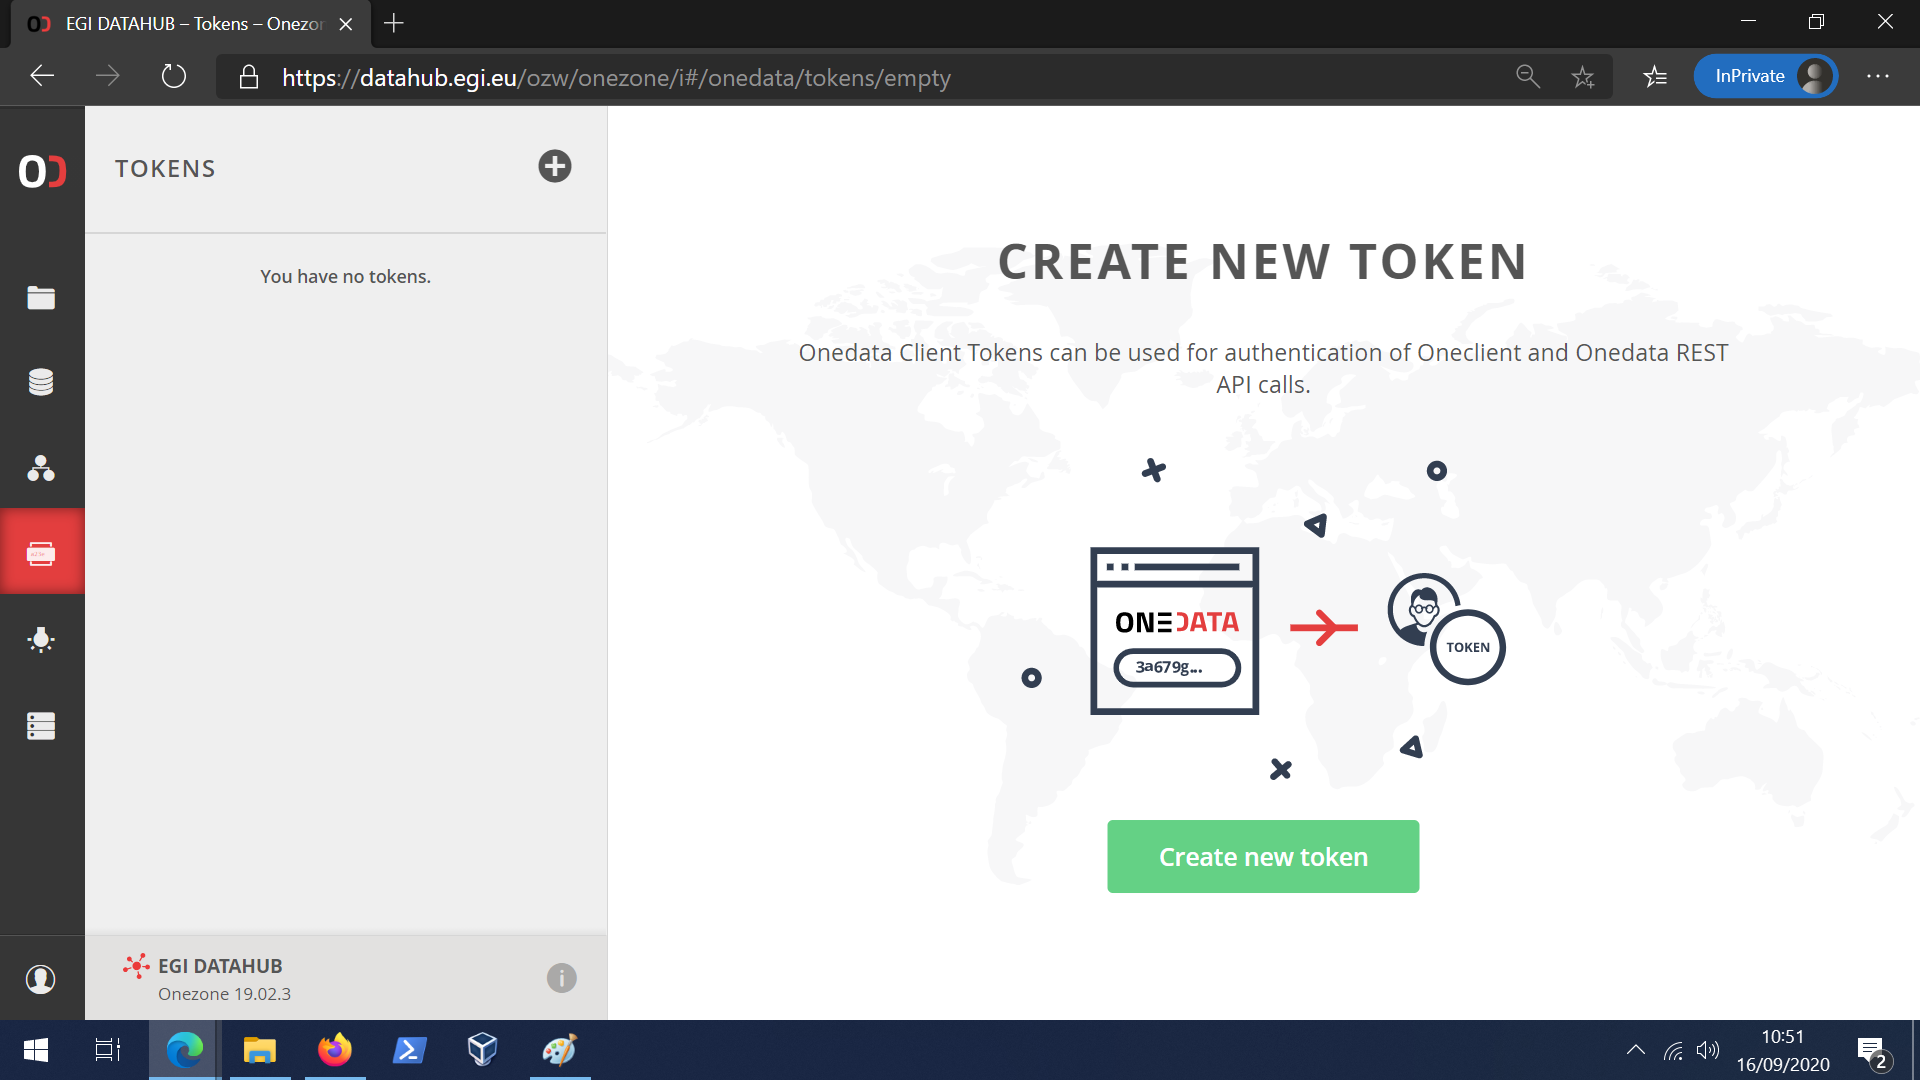 EGI DATAHUB – Tokens – Onezon
https://datahub.egi.eu/ozw/onezone/i#/onedata/tokens/empty
InPrivate
TOKENS
You have no tokens.
CREATE NEW TOKEN
Onedata Client Tokens can be used for authentication of Oneclient and Onedata REST
API calls.
ONEDATA
3a679g...
TOKEN
Create new token
EGI DATAHUB
Onezone 19.02.3
10:51
16/09/2020
2